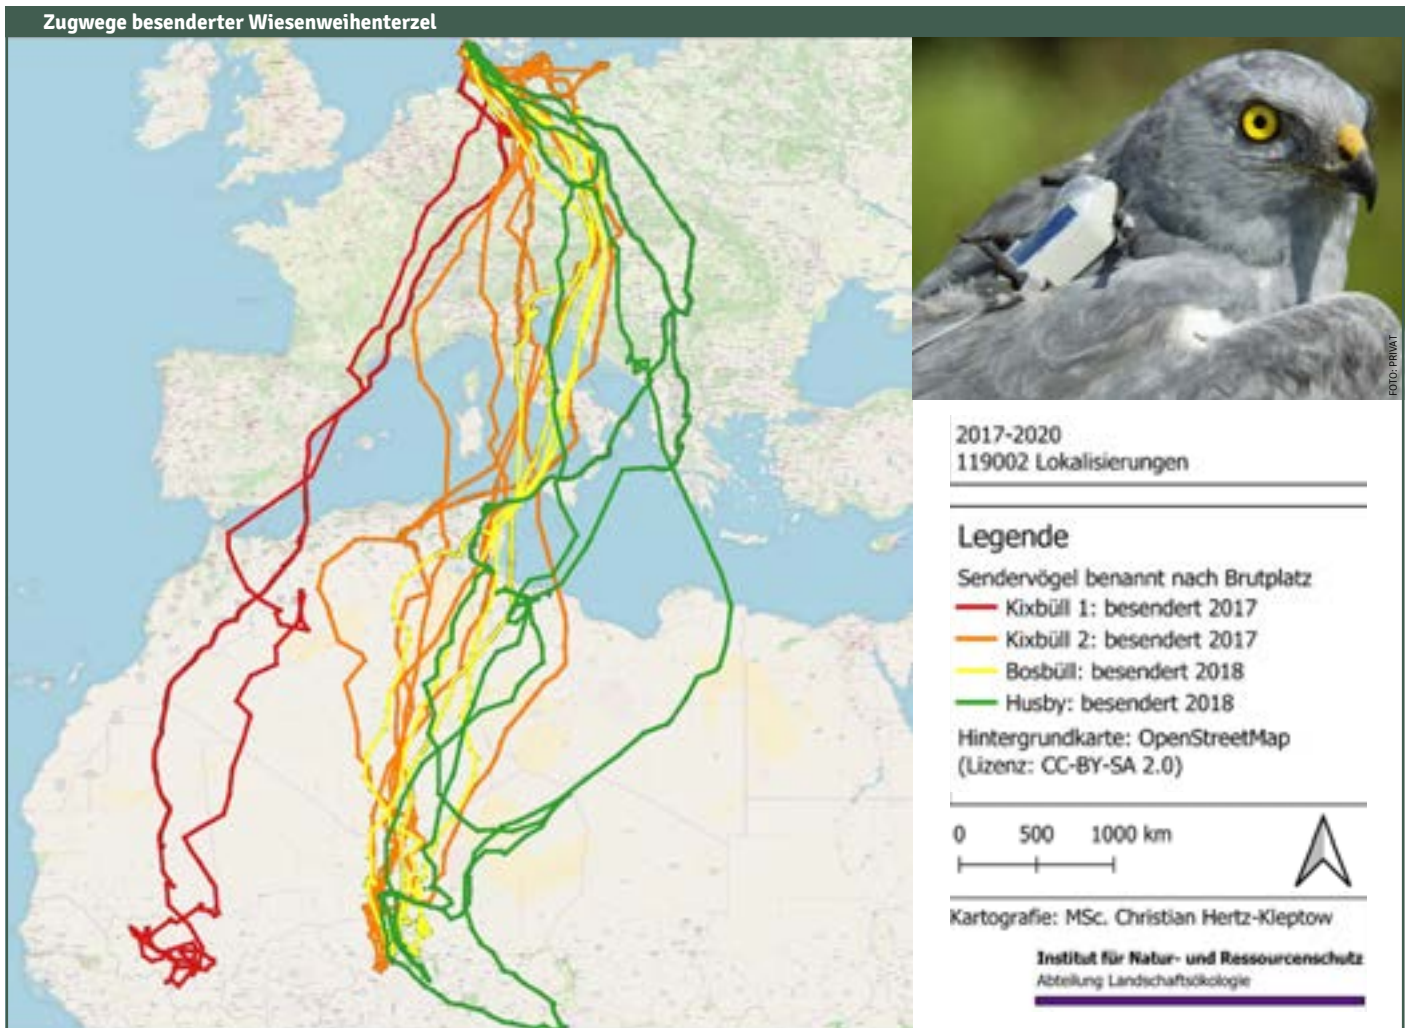 Zugwege besenderter Wiesenweihenterzel
FOTO: PRIVAT
2017-2020
119002 Lokalisierungen
Legende
Sendervögel benannt nach Brutplatz
Kixbüll 1: besendert 2017
Kixbüll 2: besendert 2017
Bosbüll: besendert 2018
Husby: besendert 2018
Hintergrundkarte: OpenStreetMap
(Lizenz: CC-BY-SA 2.0)
0 500 1000 km
Kartografie: MSc. Christian Hertz-Kleptow
Institut für Natur- und Ressourcenschutz
Abteilung Landschaftsökologie